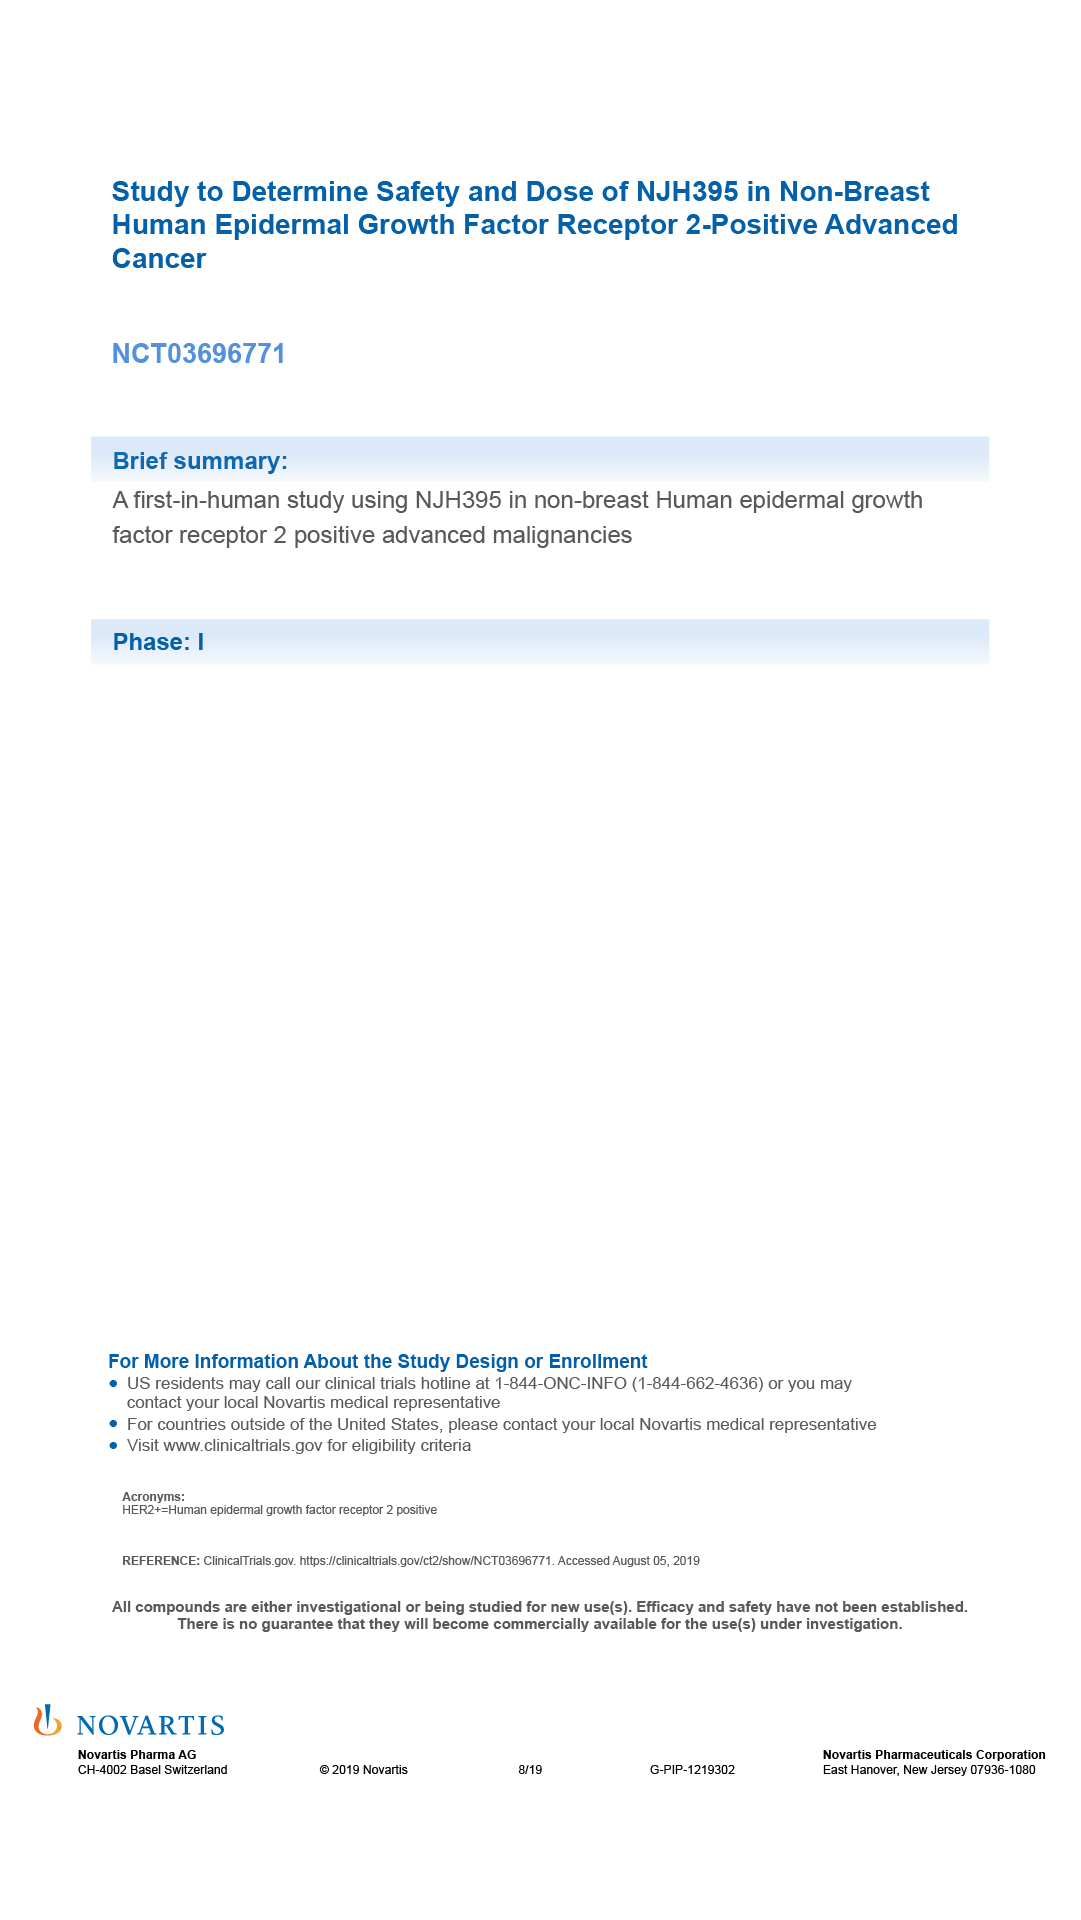 Study to Determine Safety and Dose of NJH395 in Non-Breast
Human Epidermal Growth Factor Receptor 2-Positive Advanced
Cancer
NCT03696771
Brief summary:
A first-in-human study using NJH395 in non-breast Human epidermal growth
factor receptor 2 positive advanced malignancies
Phase: I
For More Information About the Study Design or Enrollment
● US residents may call our clinical trials hotline at 1-844-ONC-INFO (1-844-662-4636) or you may
contact your local Novartis medical representative
● For countries outside of the United States, please contact your local Novartis medical representative
● Visit www.clinicaltrials.gov for eligibility criteria
Acronyms:
HER2+=Human epidermal growth factor receptor 2 positive
REFERENCE: ClinicalTrials.gov. https://clinicaltrials.gov/ct2/show/NCT03696771. Accessed August 05, 2019
All compounds are either investigational or being studied for new use(s). Efficacy and safety have not been established.
There is no guarantee that they will become commercially available for the use(s) under investigation.
NOVARTIS
Novartis Pharma AG
CH-4002 Basel Switzerland
© 2019 Novartis
8/19
G-PIP-1219302
Novartis Pharmaceuticals Corporation
East Hanover, New Jersey 07936-1080